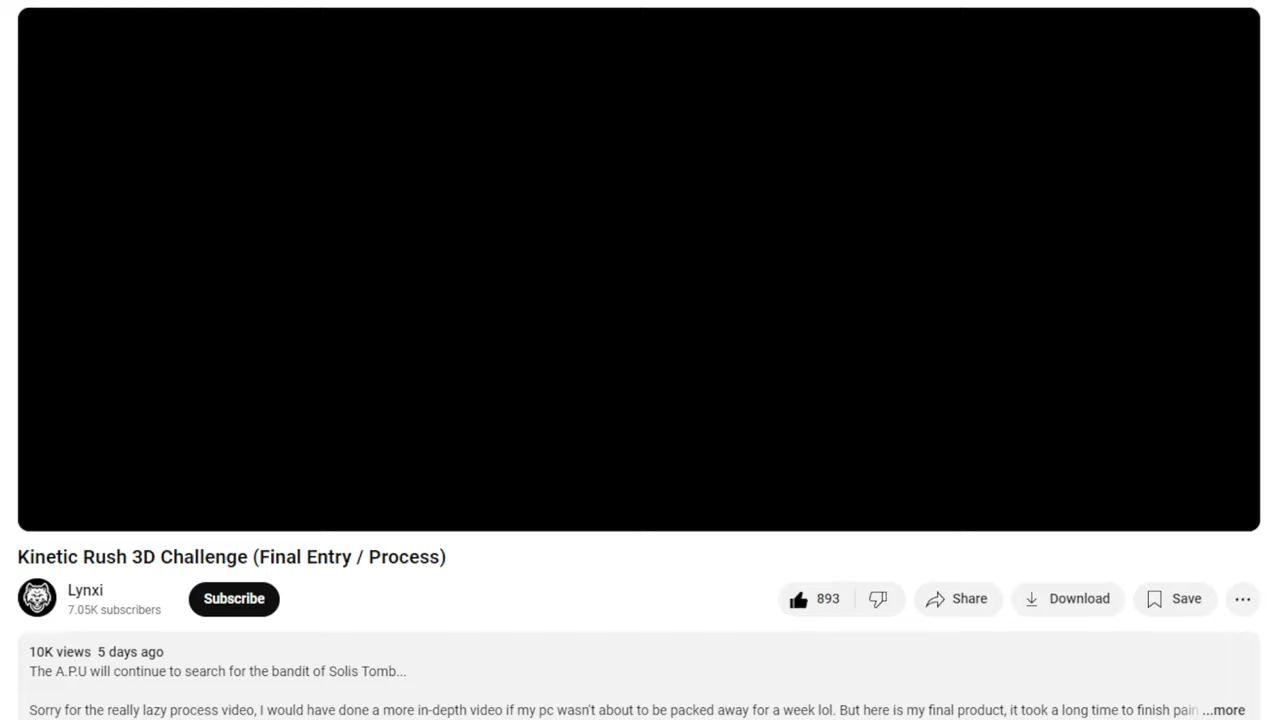 Kinetic Rush 3D Challenge (Final Entry / Process)
Lynxi
7.05K subscribers
Subscribe
893
Share
Download
Save
10K views 5 days ago
The A.P.U will continue to search for the bandit of Solis Tomb...
Sorry for the really lazy process video, I would have done a more in-depth video if my pc wasn't about to be packed away for a week lol. But here is my final product, it took a long time to finish pain ...more